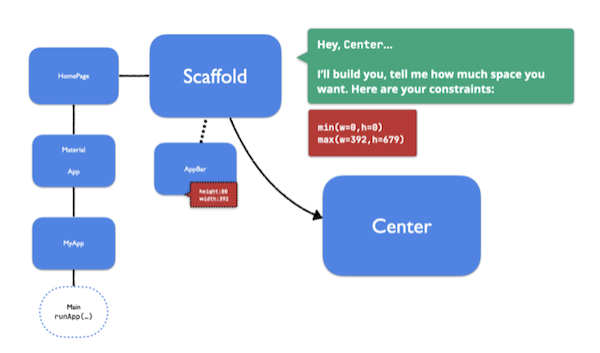 HomePage
Scaffold
Hey, Center...
I'll build you, tell me how much space you
want. Here are your constraints:
min(w=0,h=0)
max(w=392,h=679)
Material
App
AppBar
height:80
width:392
Center
MyApp
Main
runApp(…)